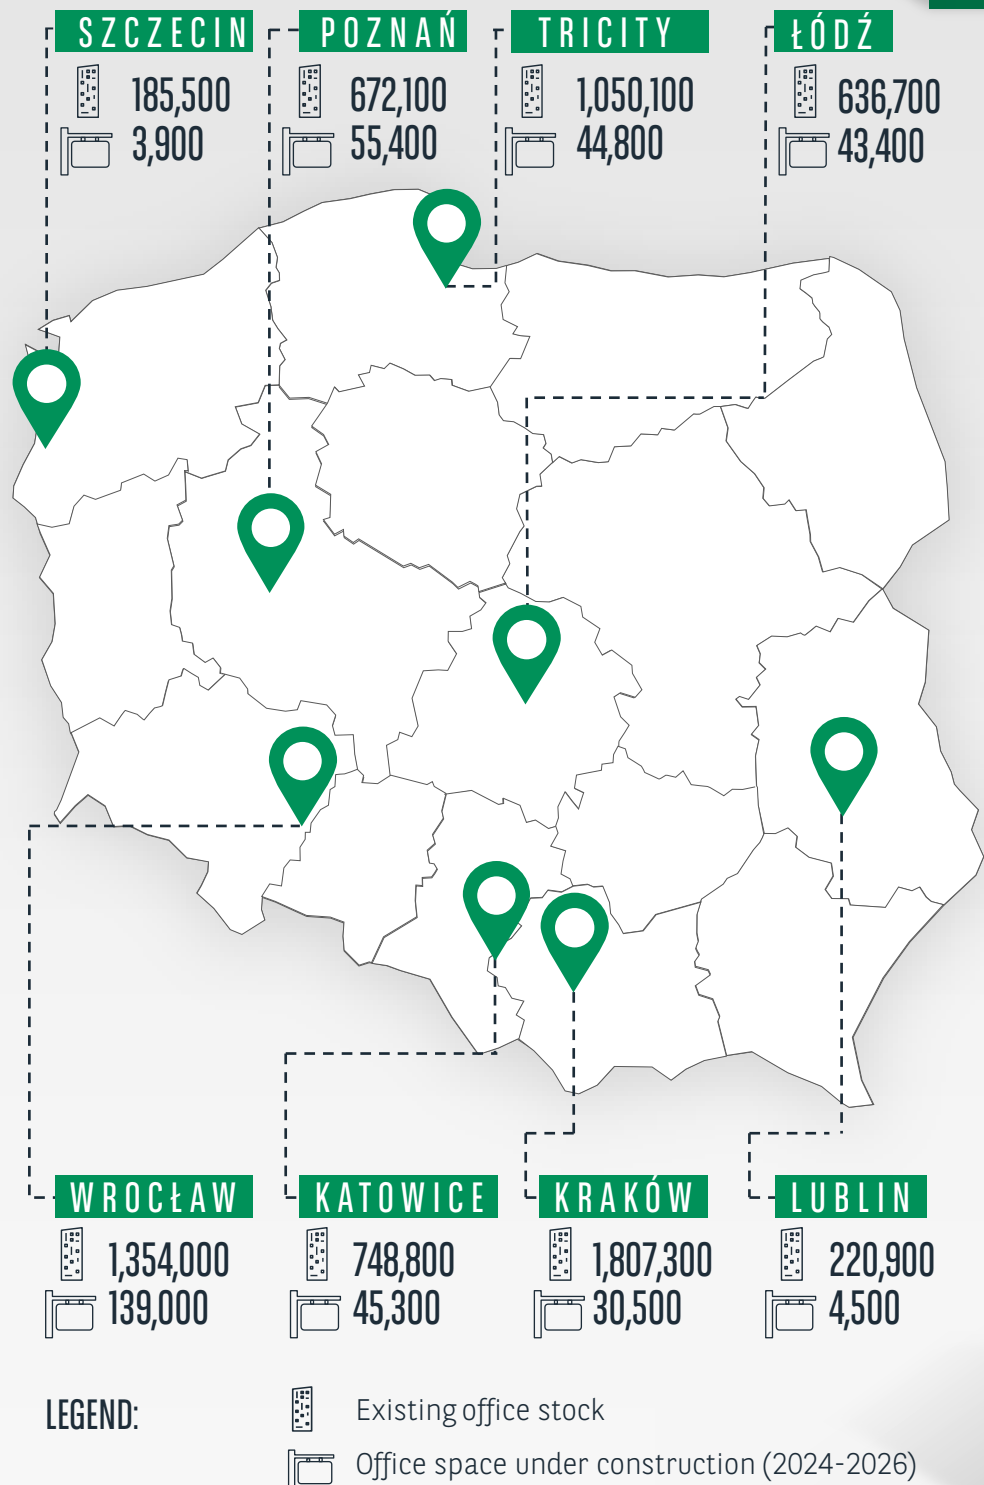 SZCZECIN
185,500
3,900
POZNAŃ
672,100
55,400
TRICITY
1,050,100
44,800
ŁÓDŹ
636,700
43,400
WROCŁAW
1,354,000
139,000
KATOWICE
748,800
45,300
KRAKÓW
1,807,300
30,500
LUBLIN
220,900
4,500
LEGEND:
Existing office stock
Office space under construction (2024-2026)